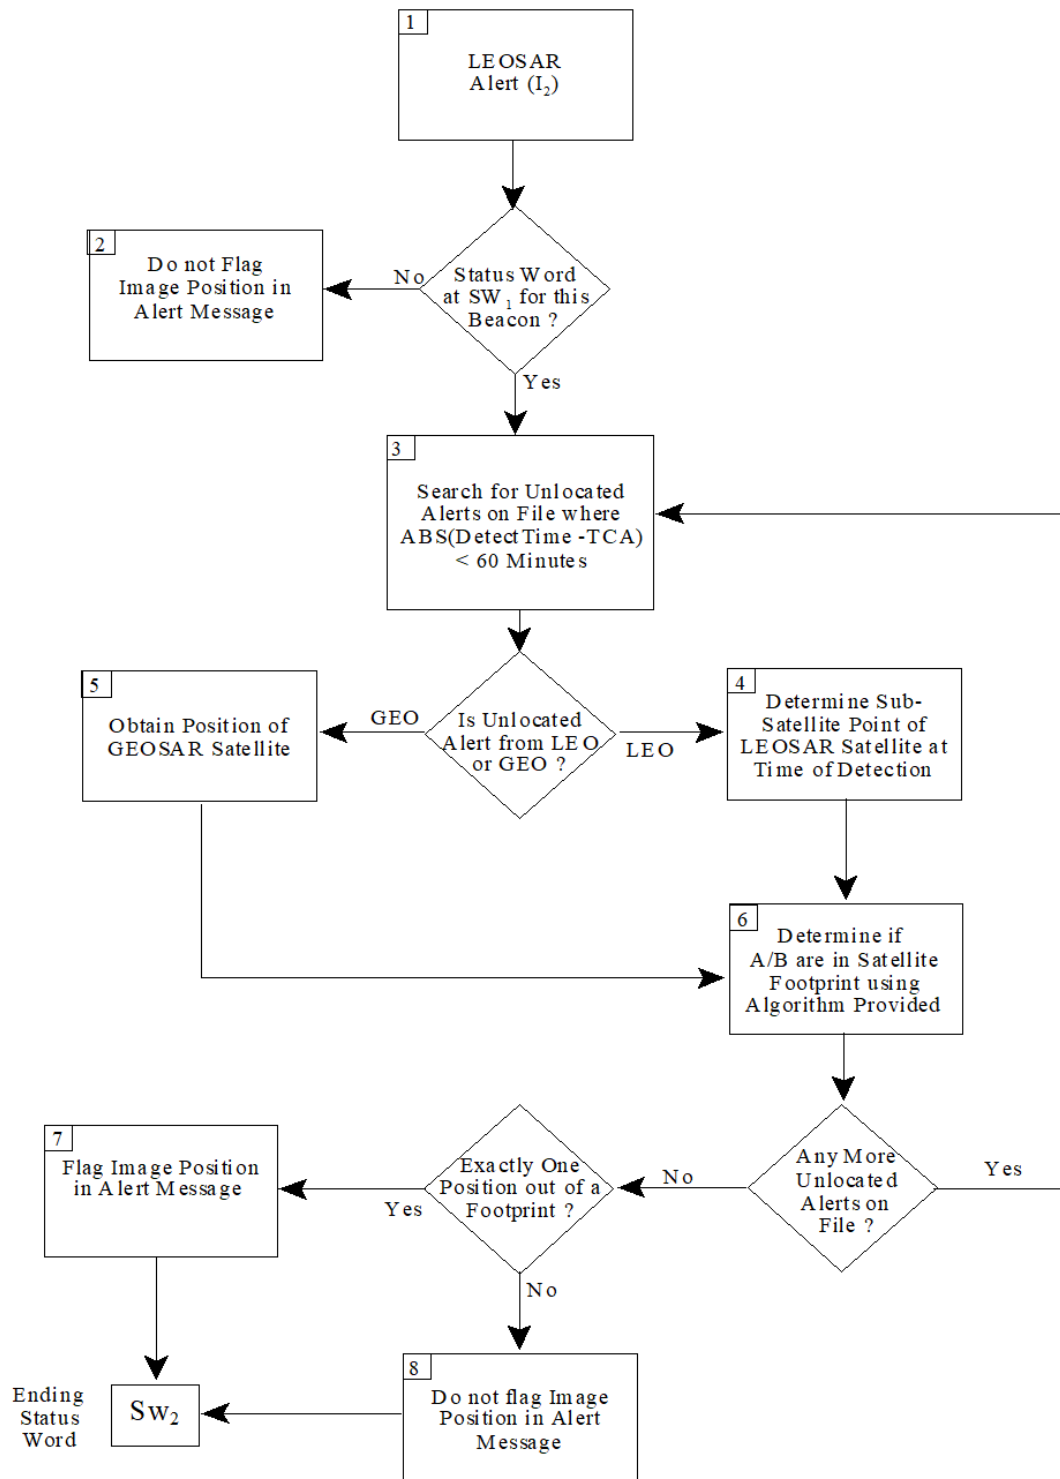 1
LEOSAR
Alert (I2)
2
Do not Flag
Image Position in
Alert Message
No
Status Word
at SW1 for this
Beacon ?
Yes
3
Search for Unlocated
Alerts on File where
ABS(DetectTime -TCA)
< 60 Minutes
5
Obtain Position of
GEOSAR Satellite
GEO
Is Unlocated
Alert from LEO
or GEO ?
LEO
4
Determine Sub-
Satellite Point of
LEOSAR Satellite at
Time of Detection
6
Determine if
A/B are in Satellite
Footprint using
Algorithm Provided
7
Flag Image Position
in Alert Message
Yes
Exactly One
Position out of a
Footprint ?
No
Any More
Unlocated
Alerts on
File ?
Yes
No
8
Do not flag Image
Position in Alert
Message
Ending
Status
Word
Sw2